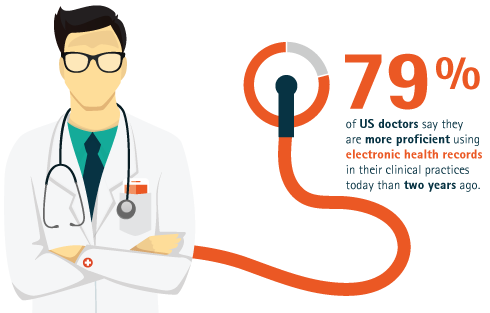 79%
of US doctors say they
are more proficient using
electronic health records
in their clinical practices
today than two years ago.